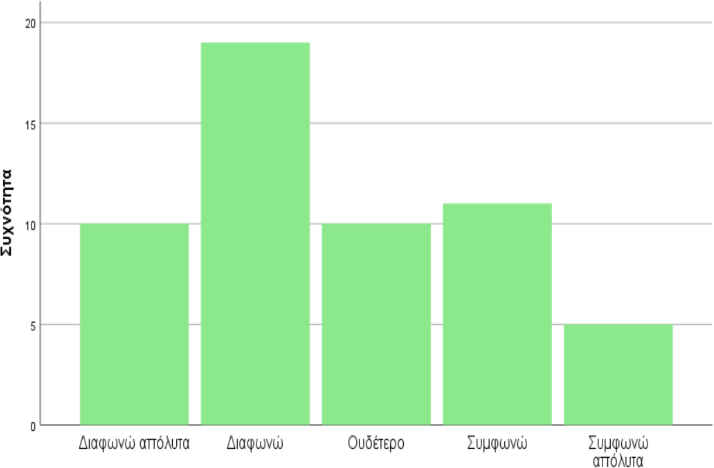 Συχνότητα
20
15
10
5
0
Διαφωνώ απόλυτα
Διαφωνώ
Ουδέτερο
Συμφωνώ
Συμφωνώ
απόλυτα